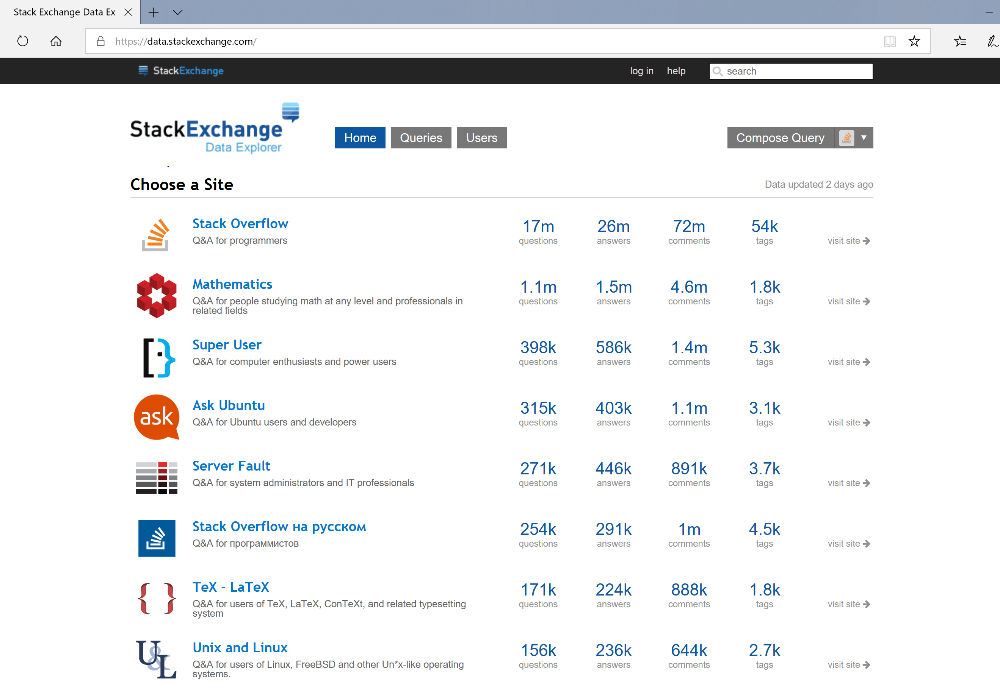 Stack Exchange Data Ex
https://data.stackexchange.com/
StackExchange
log in help search
StackExchange
Data Explorer
Home Queries Users Compose Query
Choose a Site Data updated 2 days ago
Stack Overflow 17m 26m 72m 54k
Q&A for programmers questions answers comments tags visit site
Mathematics 1.1m 1.5m 4.6m 1.8k
Q&A for people studying math at any level and professionals in questions answers comments tags visit site
related fields
Super User 398k 586k 1.4m 5.3k
Q&A for computer enthusiasts and power users questions answers comments tags visit site
ask
Ask Ubuntu 315k 403k 1.1m 3.1k
Q&A for Ubuntu users and developers questions answers comments tags visit site
Server Fault 271k 446k 891k 3.7k
Q&A for system administrators and IT professionals questions answers comments tags visit site
Stack Overflow на русском 254k 291k 1m 4.5k
Q&A for программистов questions answers comments tags visit site
{ }
TeX - LaTeX 171k 224k 888k 1.8k
Q&A for users of TeX, LaTeX, ConTeXt, and related typesetting questions answers comments tags visit site
system
U&L
Unix and Linux 156k 236k 644k 2.7k
Q&A for users of Linux, FreeBSD and other Un*x-like operating questions answers comments tags visit site
systems.